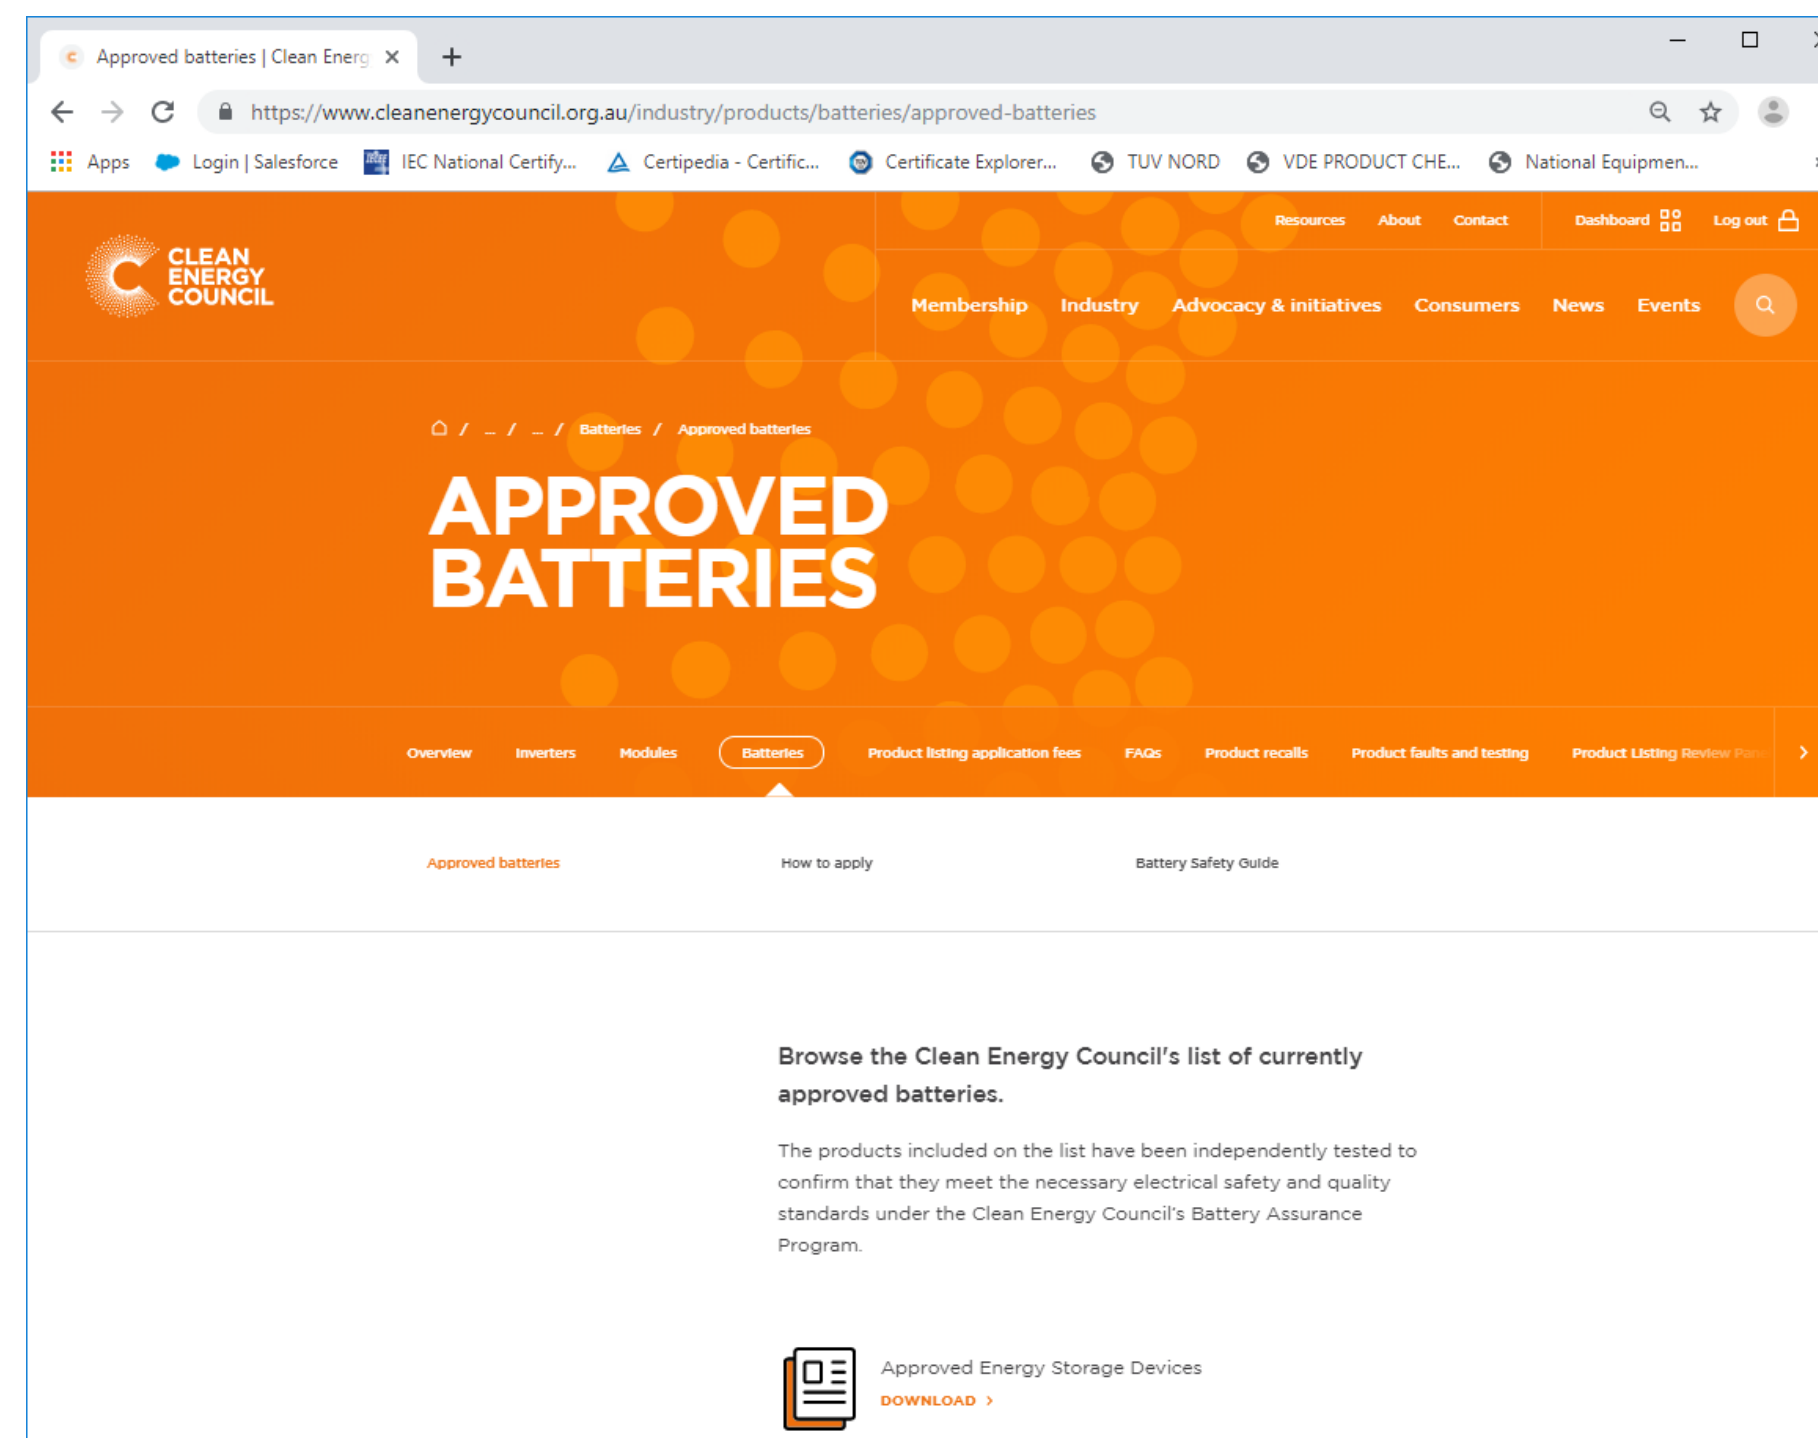 Approved batteries | Clean Energ
https://www.cleanenergycouncil.org.au/industry/products/batteries/approved-batteries
Apps Login | Salesforce IEC National Certify... Certipedia - Certific... Certificate Explorer... TUV NORD VDE PRODUCT CHE... National Equipmen...
Resources About Contact Dashboard Log out
CLEAN
ENERGY
COUNCIL
Membership Industry Advocacy & initiatives Consumers News Events
/ ... / ... / Batteries / Approved batteries
APPROVED
BATTERIES
Overview Inverters Modules Batteries Product listing application fees FAQs Product recalls Product faults and testing Product Listing Review Pane
Approved batteries How to apply Battery Safety Guide
Browse the Clean Energy Council's list of currently
approved batteries.
The products included on the list have been independently tested to
confirm that they meet the necessary electrical safety and quality
standards under the Clean Energy Council's Battery Assurance
Program.
Approved Energy Storage Devices
DOWNLOAD >